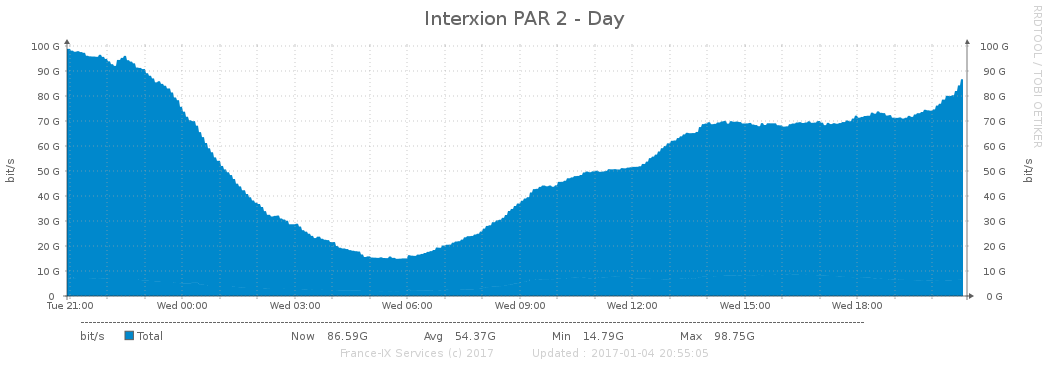 Interxion PAR 2 - Day
RRDTOOL / TOBI OETIKER
bit/s
100 G
90 G
80 G
70 G
60 G
50 G
40 G
30 G
20 G
10 G
0
100 G
90 G
80 G
70 G
60 G
50 G
40 G
30 G
20 G
10 G
0 G
bit/s
Tue 21:00 Wed 00:00 Wed 03:00 Wed 06:00 Wed 09:00 Wed 12:00 Wed 15:00 Wed 18:00
bit/s Total Now 86.59G Avg 54.37G Min 14.79G Max 98.75G
France-IX Services (c) 2017 Updated : 2017-01-04 20:55:05